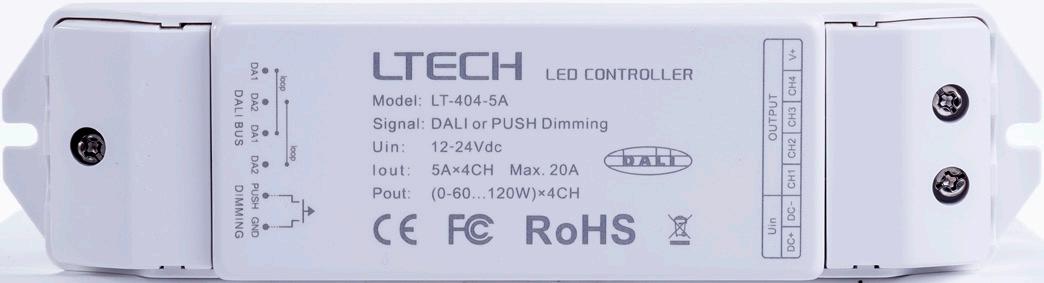 DA1
DA2
DA1
DA2
loop
loop
DALI BUS
PUSH
GND
DIMMING
LTECH LED CONTROLLER
Model: LT-404-5A
Signal: DALI or PUSH Dimming
Uin: 12-24Vdc
Iout: 5A×4CH Max. 20A
Pout: (0-60...120W)×4CH
DALI
CE FC RoHS
OUTPUT
V+
CH4
CH3
CH2
CH1
Uin
DC-
DC+